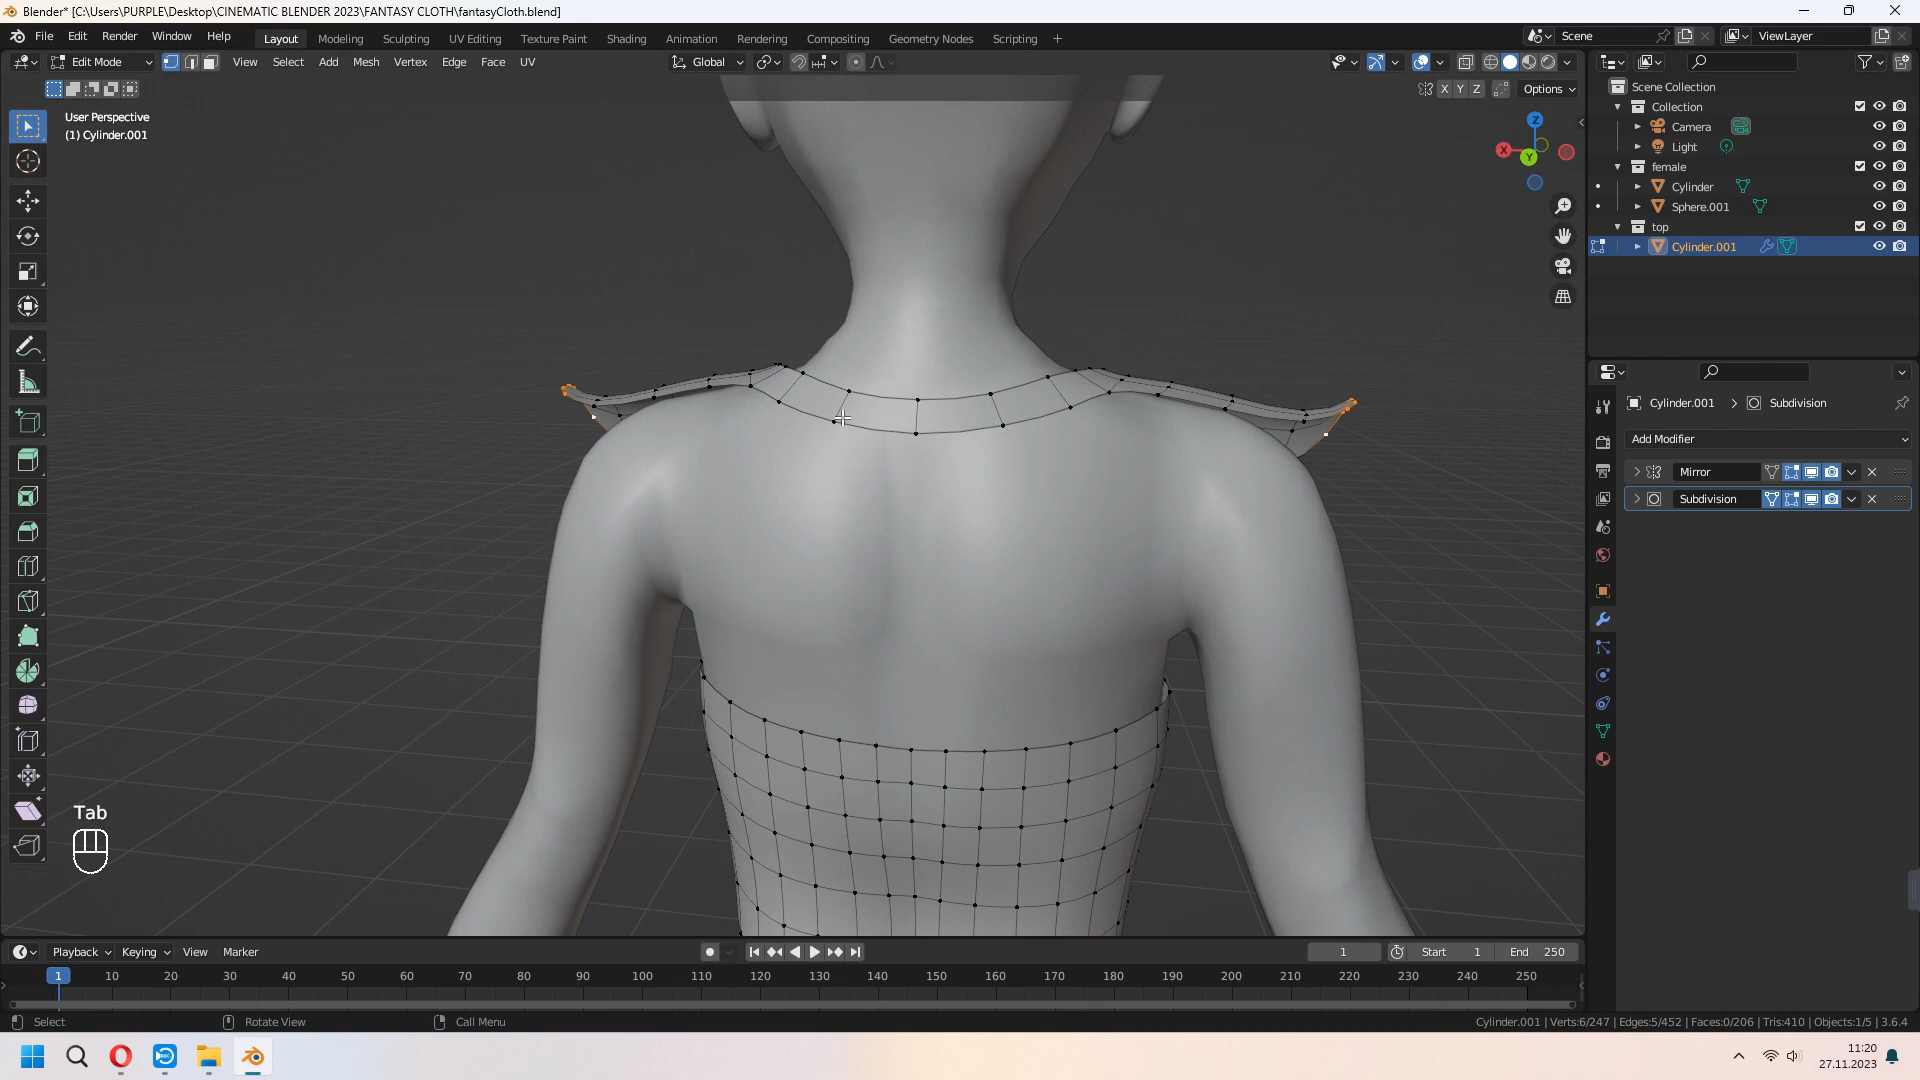 Blender* [C:\Users\PURPLE\Desktop\CINEMATIC BLENDER 2023\FANTASY CLOTH\fantasyCloth.blend]
File Edit Render Window Help Layout Modeling Sculpting UV Editing Texture Paint Shading Animation Rendering Compositing Geometry Nodes Scripting + Scene ViewLayer
Edit Mode View Select Add Mesh Vertex Edge Face UV Global
X Y Z Options
User Perspective
(1) Cylinder.001
Z
X
Y
Scene Collection
Collection
Camera
Light
female
Cylinder
Sphere.001
top
Cylinder.001
Cylinder.001 > Subdivision
Add Modifier
Mirror
Subdivision
Tab
Playback Keying View Marker 1 Start 1 End 250
1 10 20 30 40 50 60 70 80 90 100 110 120 130 140 150 160 170 180 190 200 210 220 230 240 250
Select Rotate View Call Menu Cylinder.001 | Verts:6/247 | Edges:5/452 | Faces:0/206 | Tris:410 | Objects:1/5 | 3.6.4
11:20
27.11.2023